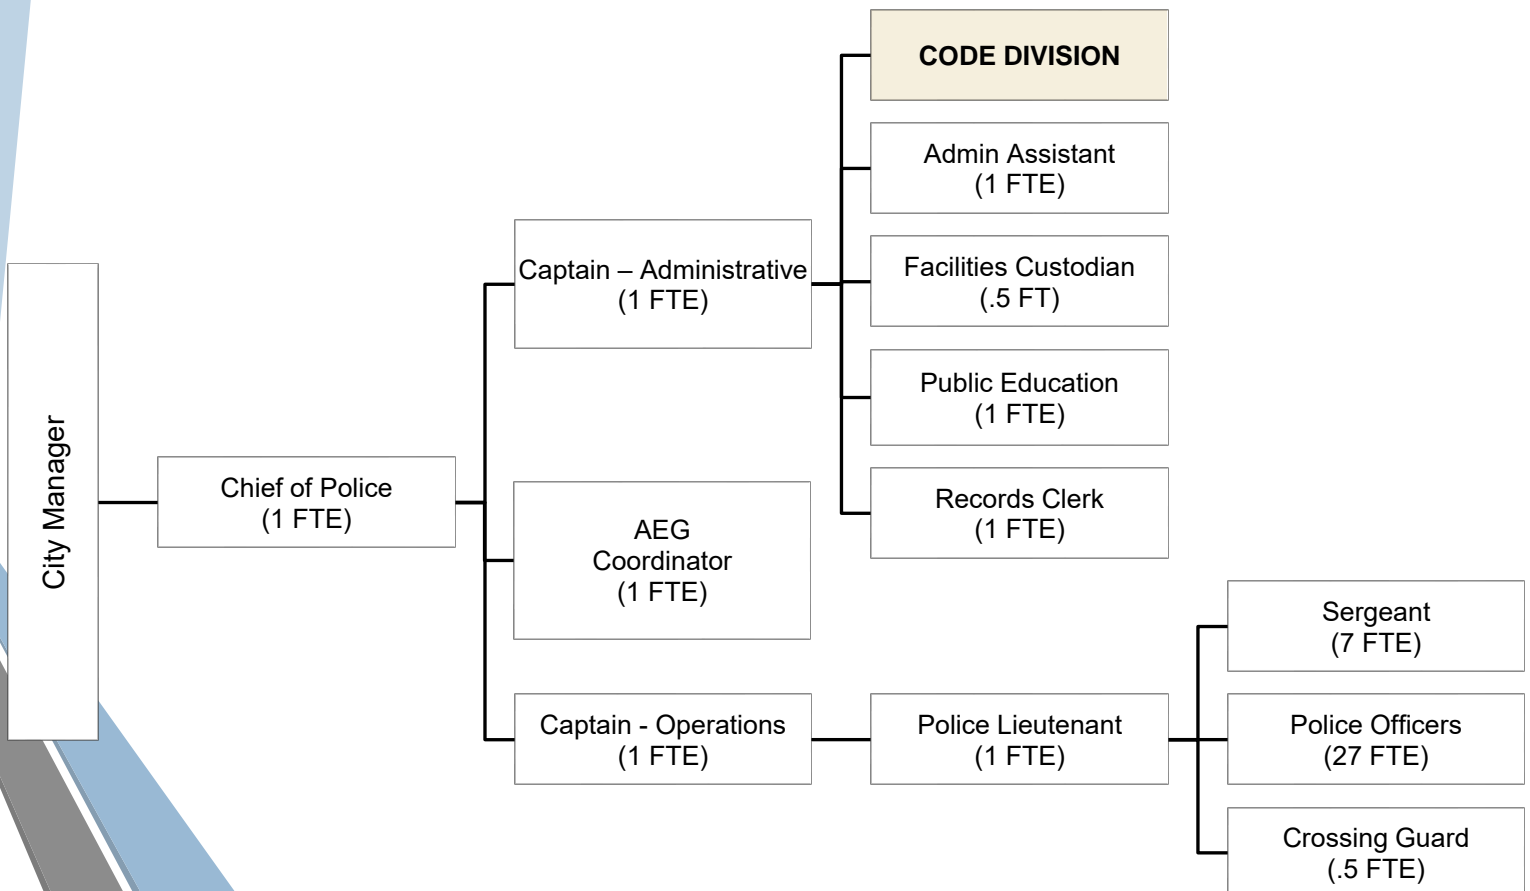 City Manager
Chief of Police
(1 FTE)
Captain – Administrative
(1 FTE)
AEG
Coordinator
(1 FTE)
Captain - Operations
(1 FTE)
CODE DIVISION
Admin Assistant
(1 FTE)
Facilities Custodian
(.5 FT)
Public Education
(1 FTE)
Records Clerk
(1 FTE)
Police Lieutenant
(1 FTE)
Sergeant
(7 FTE)
Police Officers
(27 FTE)
Crossing Guard
(.5 FTE)